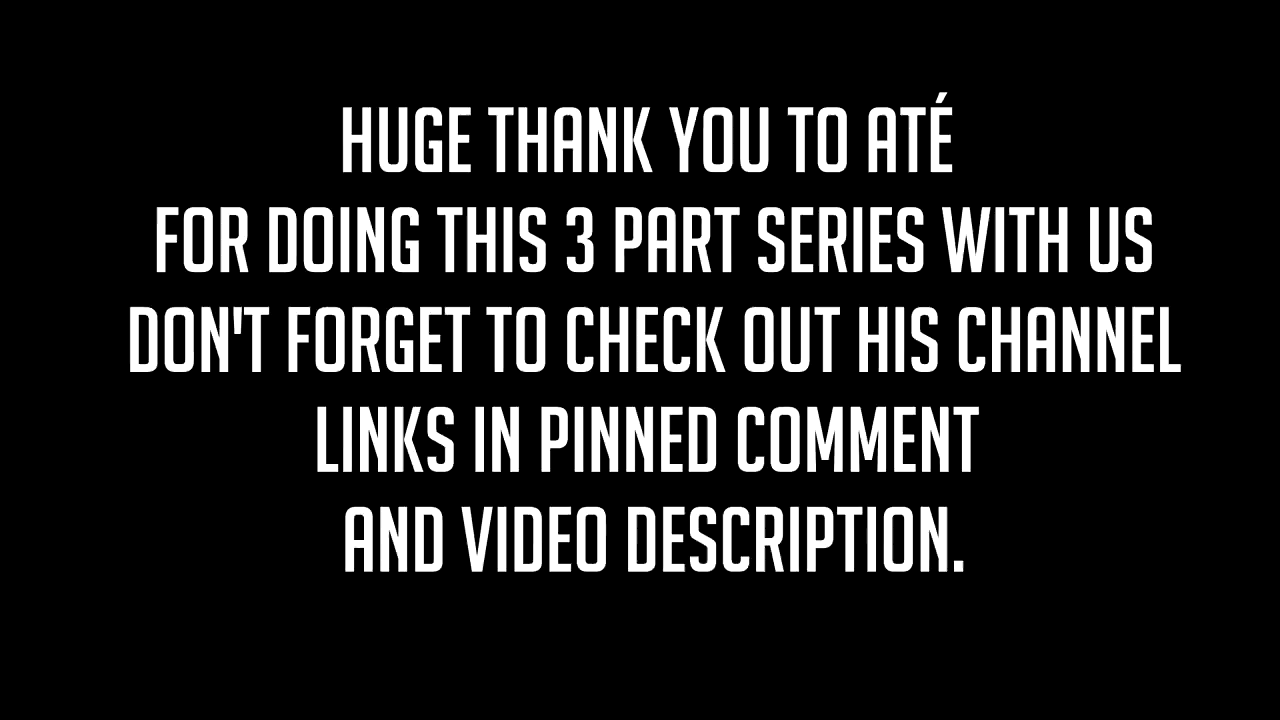 HUGE THANK YOU TO ATÉ
FOR DOING THIS 3 PART SERIES WITH US
DON'T FORGET TO CHECK OUT HIS CHANNEL
LINKS IN PINNED COMMENT
AND VIDEO DESCRIPTION.